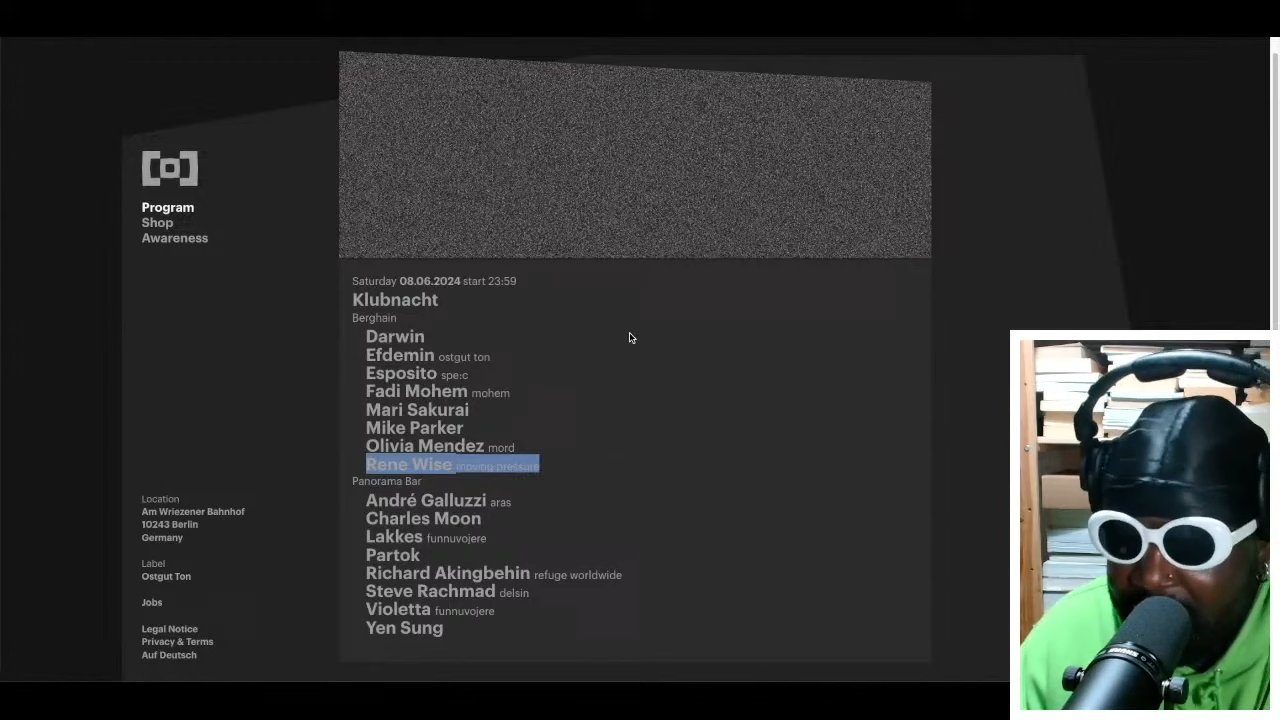 Program
Shop
Awareness
Saturday 08.06.2024 start 23:59
Klubnacht
Berghain
Darwin
Efdemin ostgut ton
Esposito spe:c
Fadi Mohem mohem
Mari Sakurai
Mike Parker
Olivia Mendez mord
Rene Wise moving pressure
Panorama Bar
André Galluzzi aras
Charles Moon
Lakkes funnuvojere
Partok
Richard Akingbehin refuge worldwide
Steve Rachmad delsin
Violetta funnuvojere
Yen Sung
Location
Am Wriezener Bahnhof
10243 Berlin
Germany
Label
Ostgut Ton
Jobs
Legal Notice
Privacy & Terms
Auf Deutsch